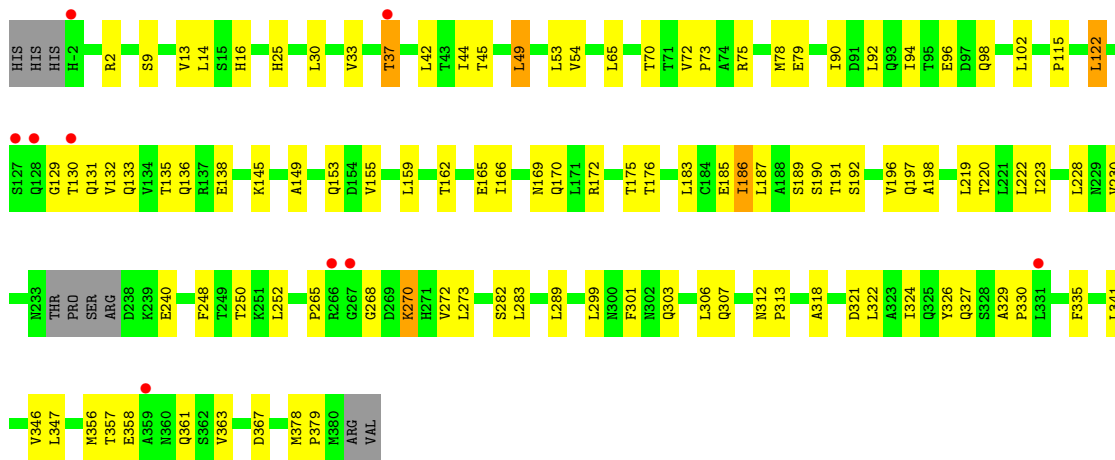 HIS HIS HIS H-2 R2 S9 V13 L14 S15 H16 H25 L30 V33 T37 L42 T43 I44 T45 L49 L53 V54 L65 T70 T71 V72 P73 A74 R75 M78 E79 I90 D91 L92 Q93 I94 T95 E96 D97 Q98 L102 P115 L122
S127 Q128 G129 T130 Q131 V132 Q133 V134 T135 Q136 R137 E138 K145 A149 Q153 D154 V155 L159 T162 E165 I166 N169 Q170 L171 R172 T175 T176 L183 C184 E185 I186 L187 A188 S189 S190 T191 S192 V196 Q197 A198 L219 T220 L221 L222 I223 L228 N229 V230
N233 THR PRO SER ARG D238 K239 E240 F248 T249 T250 K251 L252 P265 R266 G267 G268 D269 K270 H271 V272 L273 S282 L283 L289 L299 N300 F301 N302 Q303 L306 Q307 N312 P313 A318 D321 L322 A323 I324 Q325 Y326 Q327 S328 A329 P330 L331 F335 L341
V346 L347 M356 T357 E358 A359 N360 Q361 S362 V363 D367 M378 P379 M380 ARG VAL